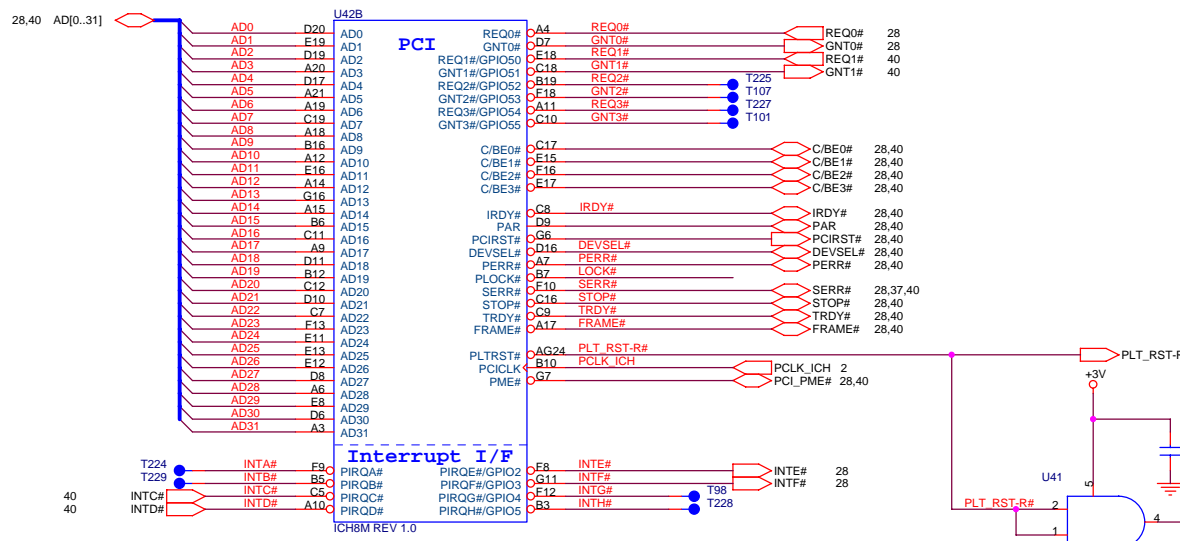 U42B
28,40 AD[0..31]
PCI
AD0 D20 AD0 REQ0# A4 REQ0# REQ0# 28
AD1 E19 AD1 GNT0# D7 GNT0# GNT0# 28
AD2 D19 AD2 REQ1#/GPIO50 E18 REQ1# REQ1# 40
AD3 A20 AD3 GNT1#/GPIO51 C18 GNT1# GNT1# 40
AD4 D17 AD4 REQ2#/GPIO52 B19 REQ2# T225
AD5 A21 AD5 GNT2#/GPIO53 F18 GNT2# T107
AD6 A19 AD6 REQ3#/GPIO54 A11 REQ3# T227
AD7 C19 AD7 GNT3#/GPIO55 C10 GNT3# T101
AD8 A18 AD8
AD9 B16 AD9 C/BE0# C17 C/BE0# 28,40
AD10 A12 AD10 C/BE1# E15 C/BE1# 28,40
AD11 E16 AD11 C/BE2# F16 C/BE2# 28,40
AD12 A14 AD12 C/BE3# E17 C/BE3# 28,40
AD13 G16 AD13
AD14 A15 AD14 IRDY# C8 IRDY# IRDY# 28,40
AD15 B6 AD15 PAR D9 PAR 28,40
AD16 C11 AD16 PCIRST# G6 PCIRST# 28,40
AD17 A9 AD17 DEVSEL# D16 DEVSEL# DEVSEL# 28,40
AD18 D11 AD18 PERR# A7 PERR# PERR# 28,40
AD19 B12 AD19 PLOCK# B7 LOCK#
AD20 C12 AD20 SERR# F10 SERR# SERR# 28,37,40
AD21 D10 AD21 STOP# C16 STOP# STOP# 28,40
AD22 C7 AD22 TRDY# C9 TRDY# TRDY# 28,40
AD23 F13 AD23 FRAME# A17 FRAME# FRAME# 28,40
AD24 E11 AD24
AD25 E13 AD25 PLTRST# AG24 PLT_RST-R# PLT_RST-R
AD26 E12 AD26 PCICLK B10 PCLK_ICH PCLK_ICH 2
AD27 D8 AD27 PME# G7 PCI_PME# 28,40
AD28 A6 AD28
AD29 E8 AD29
AD30 D6 AD30
AD31 A3 AD31
+3V
Interrupt I/F
T224 INTA# F9 PIRQA# PIRQE#/GPIO2 F8 INTE# INTE# 28
T229 INTB# B5 PIRQB# PIRQF#/GPIO3 G11 INTF# INTF# 28
40 INTC# INTC# C5 PIRQC# PIRQG#/GPIO4 F12 INTG# T98
40 INTD# INTD# A10 PIRQD# PIRQH#/GPIO5 B3 INTH# T228
ICH8M REV 1.0
U41
5
PLT_RST-R# 2
1
4